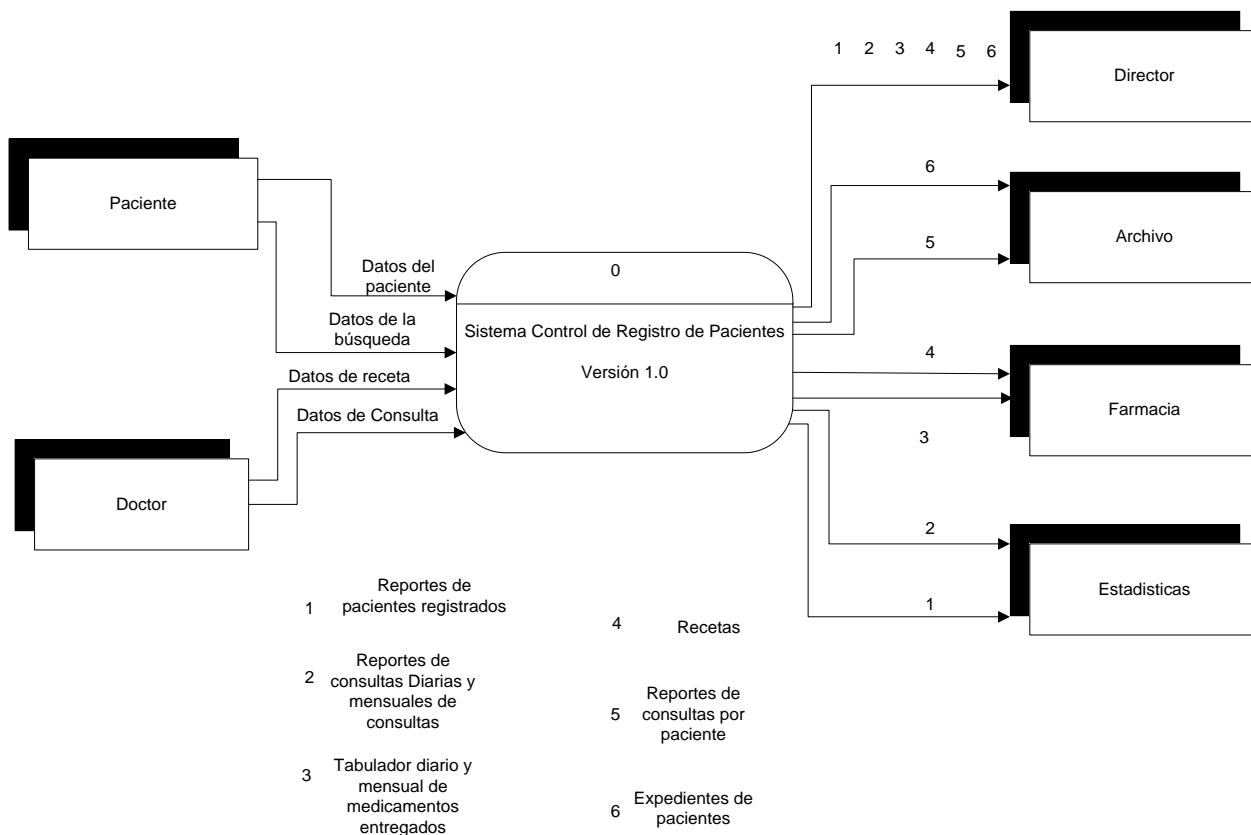 1 2 3 4 5 6
Director
Paciente
6
Archivo
5
Datos del
paciente
0
Datos de la
búsqueda
Sistema Control de Registro de Pacientes
Versión 1.0
Datos de receta
Datos de Consulta
4
Farmacia
3
Doctor
2
Estadisticas
1
1
Reportes de
pacientes registrados
2
Reportes de
consultas Diarias y
mensuales de
consultas
3
Tabulador diario y
mensual de
medicamentos
entregados
4
Recetas
5
Reportes de
consultas por
paciente
6
Expedientes de
pacientes